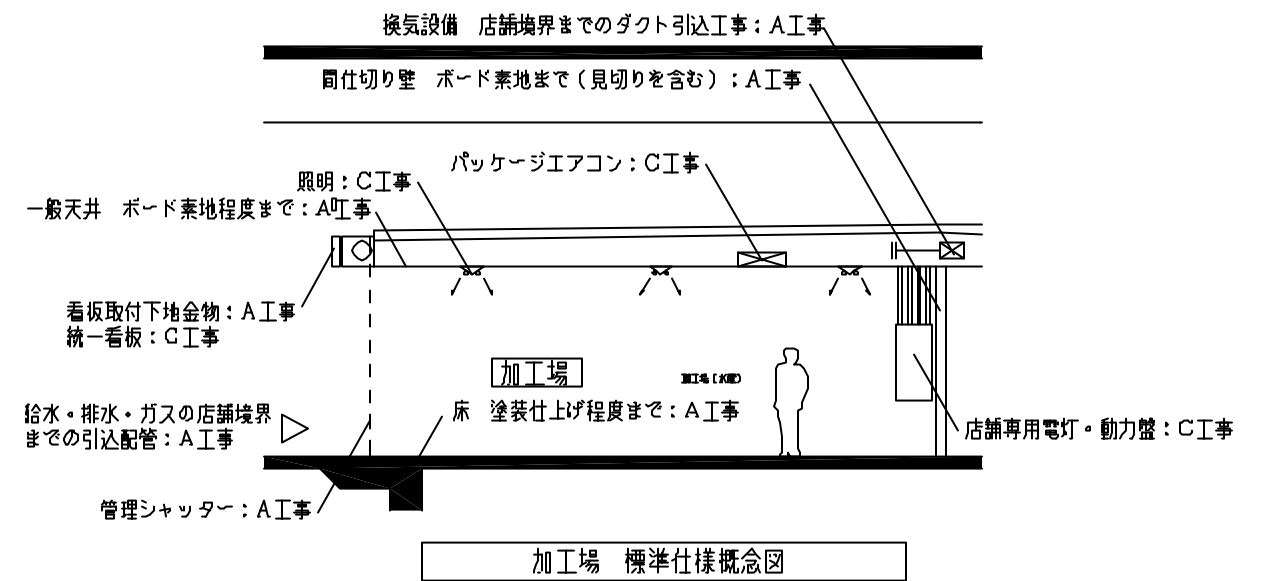 換気設備　店舗境界までのダクト引込工事：A工事
間仕切り壁　ボード素地まで（見切りを含む）：A工事
パッケージエアコン：C工事
照明：C工事
一般天井　ボード素地程度まで：A工事
看板取付下地金物：A工事
統一看板：C工事
加工場
給水・排水・ガスの店舗境界
までの引込配管：A工事
床　塗装仕上げ程度まで：A工事
店舗専用電灯・動力盤：C工事
管理シャッター：A工事
加工場　標準仕様概念図